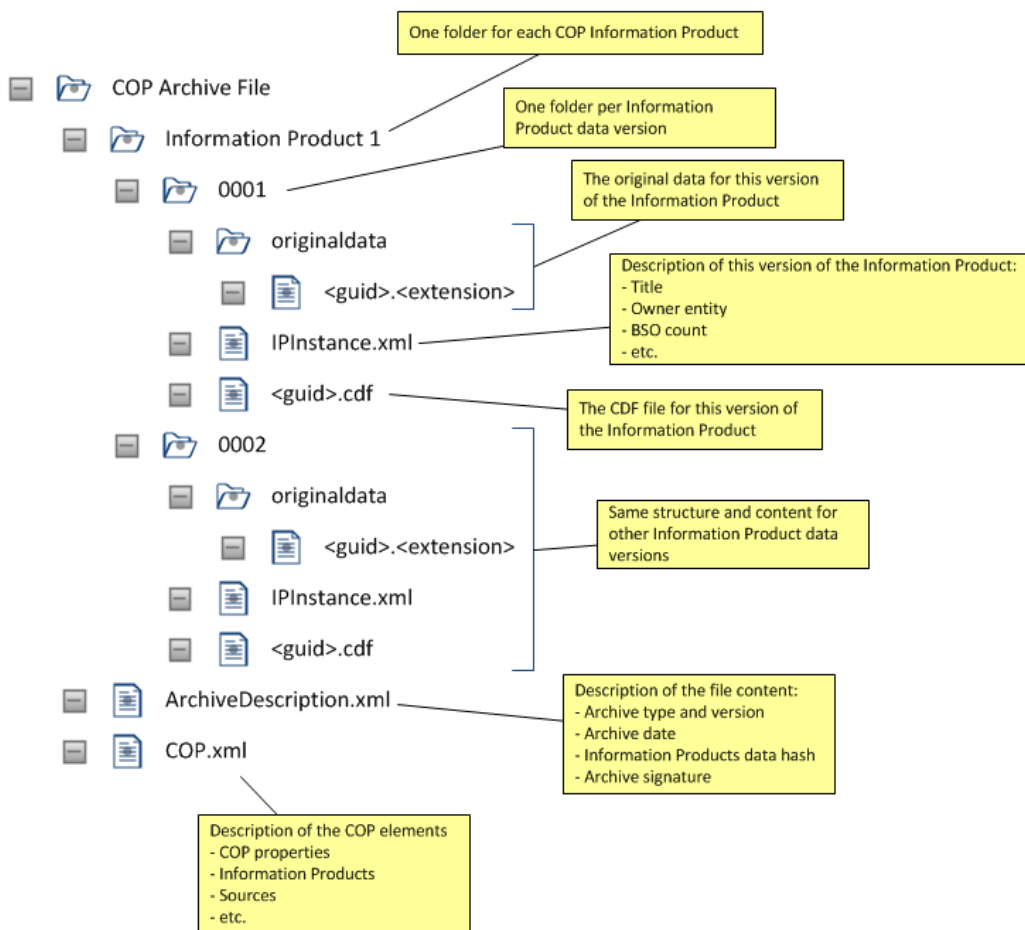 One folder for each COP Information Product
COP Archive File
One folder per Information
Product data version
Information Product 1
The original data for this version
of the Information Product
0001
originaldata
Description of this version of the Information Product:
- Title
- Owner entity
- BSO count
- etc.
<guid>.<extension>
IPInstance.xml
<guid>.cdf
The CDF file for this version of
the Information Product
0002
originaldata
Same structure and content for
other Information Product data
versions
<guid>.<extension>
IPInstance.xml
<guid>.cdf
Description of the file content:
- Archive type and version
- Archive date
- Information Products data hash
- Archive signature
ArchiveDescription.xml
COP.xml
Description of the COP elements
- COP properties
- Information Products
- Sources
- etc.